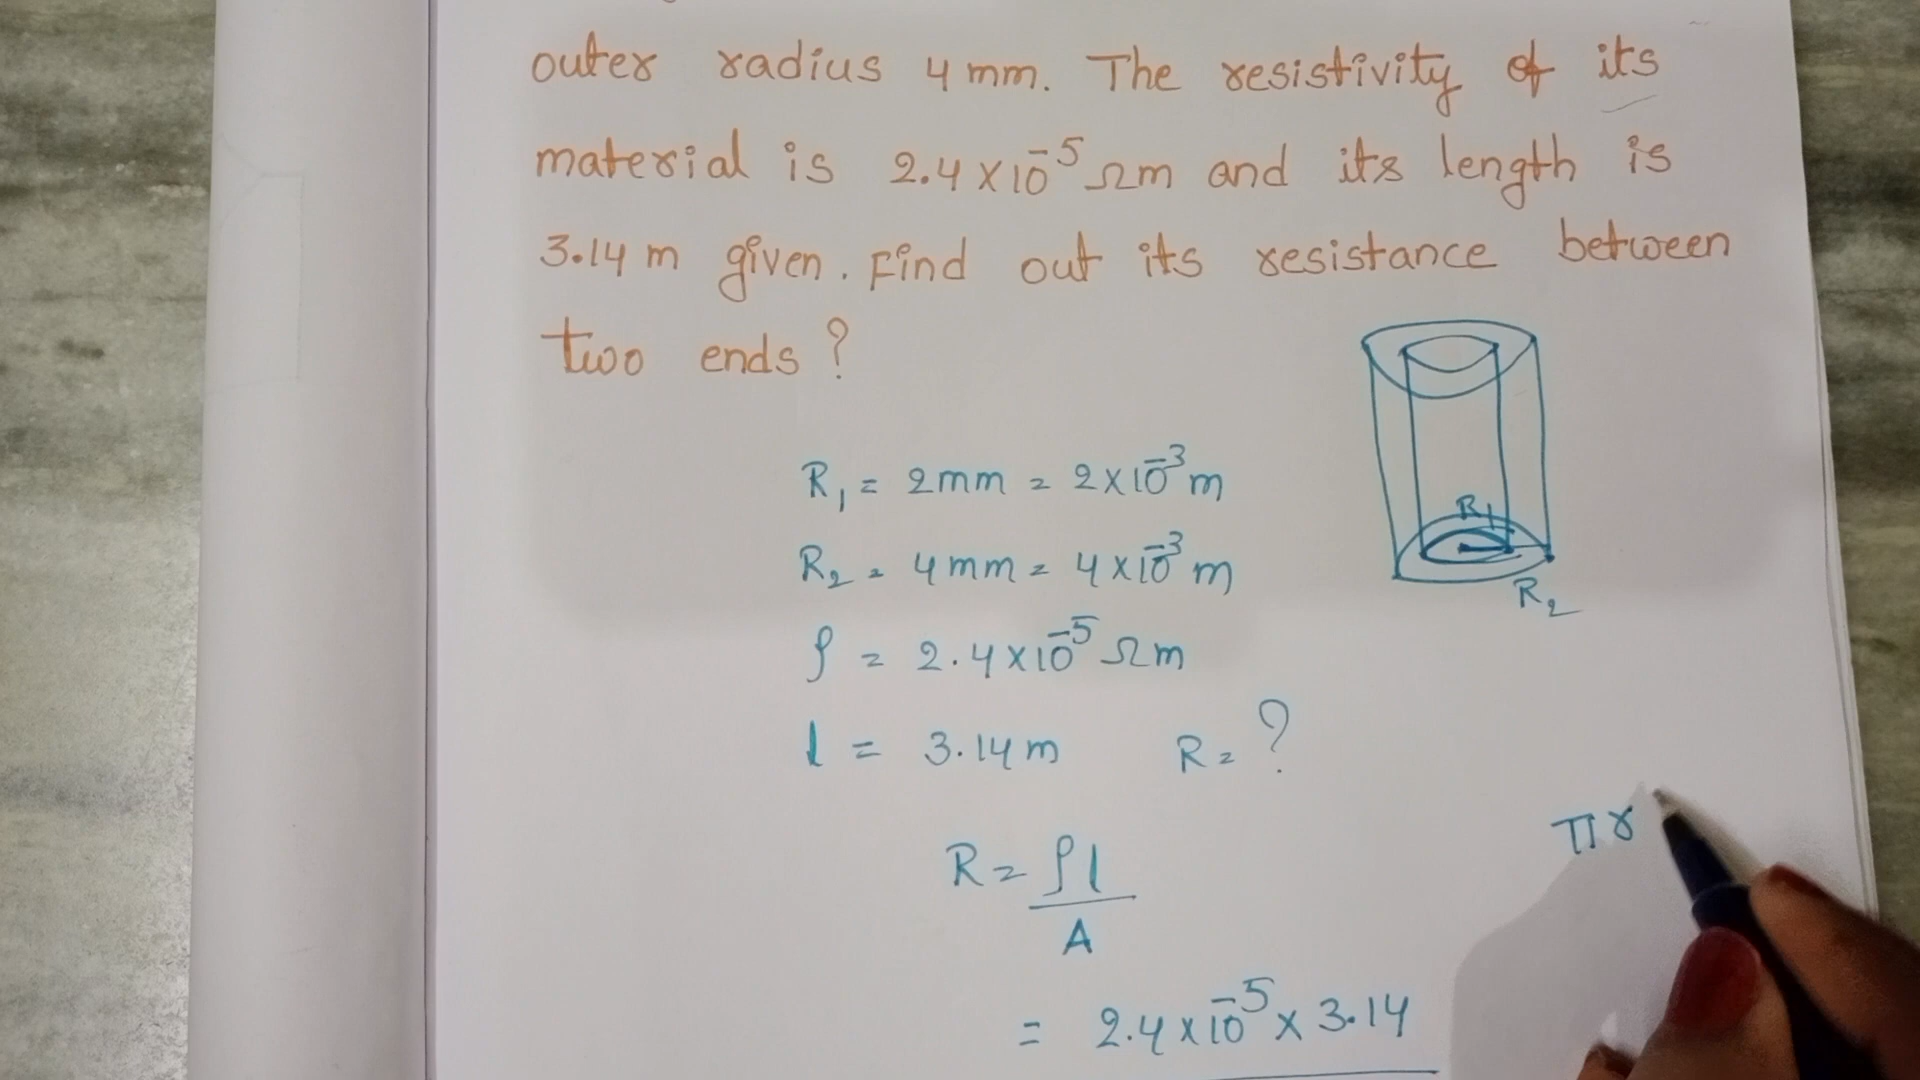 outer radius 4 mm. The resistivity of its
material is 2.4 × 10⁻⁵ Ωm and its length is
3.14 m given. Find out its resistance between
two ends ?
R₁ = 2mm = 2×10⁻³ m
R₂ = 4mm = 4×10⁻³ m
R₁
R₂
ρ = 2.4×10⁻⁵ Ωm
l = 3.14 m R = ?
πr
R = ρl
A
= 2.4×10⁻⁵ × 3.14